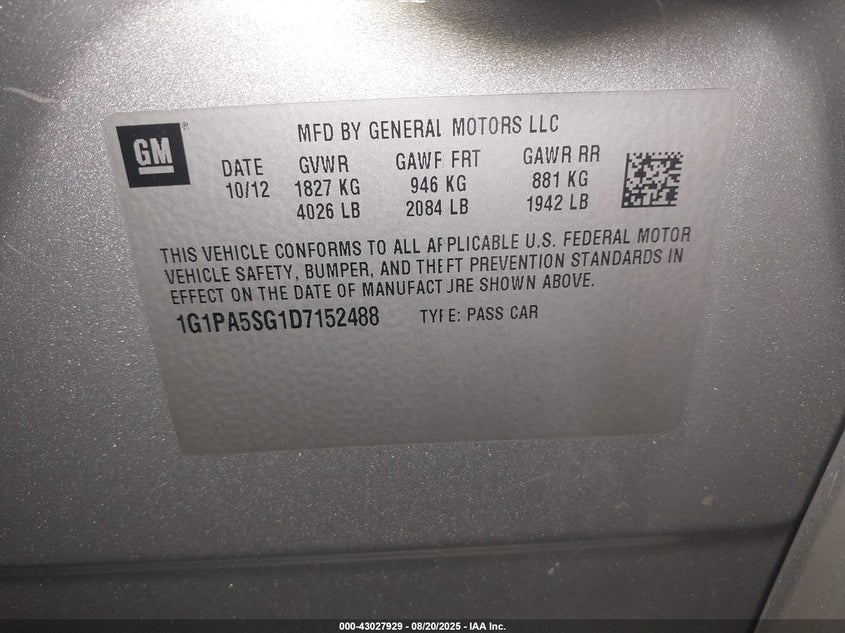 GM
MFD BY GENERAL MOTORS LLC
DATE GVWR GAWR FRT GAWR RR
10/12 1827 KG 946 KG 881 KG
4026 LB 2084 LB 1942 LB
THIS VEHICLE CONFORMS TO ALL APPLICABLE U.S. FEDERAL MOTOR
VEHICLE SAFETY, BUMPER, AND THEFT PREVENTION STANDARDS IN
EFFECT ON THE DATE OF MANUFACTURE SHOWN ABOVE.
1G1PA5SG1D7152488 TYPE: PASS CAR
000-43027929 - 08/20/2025 - IAA Inc.